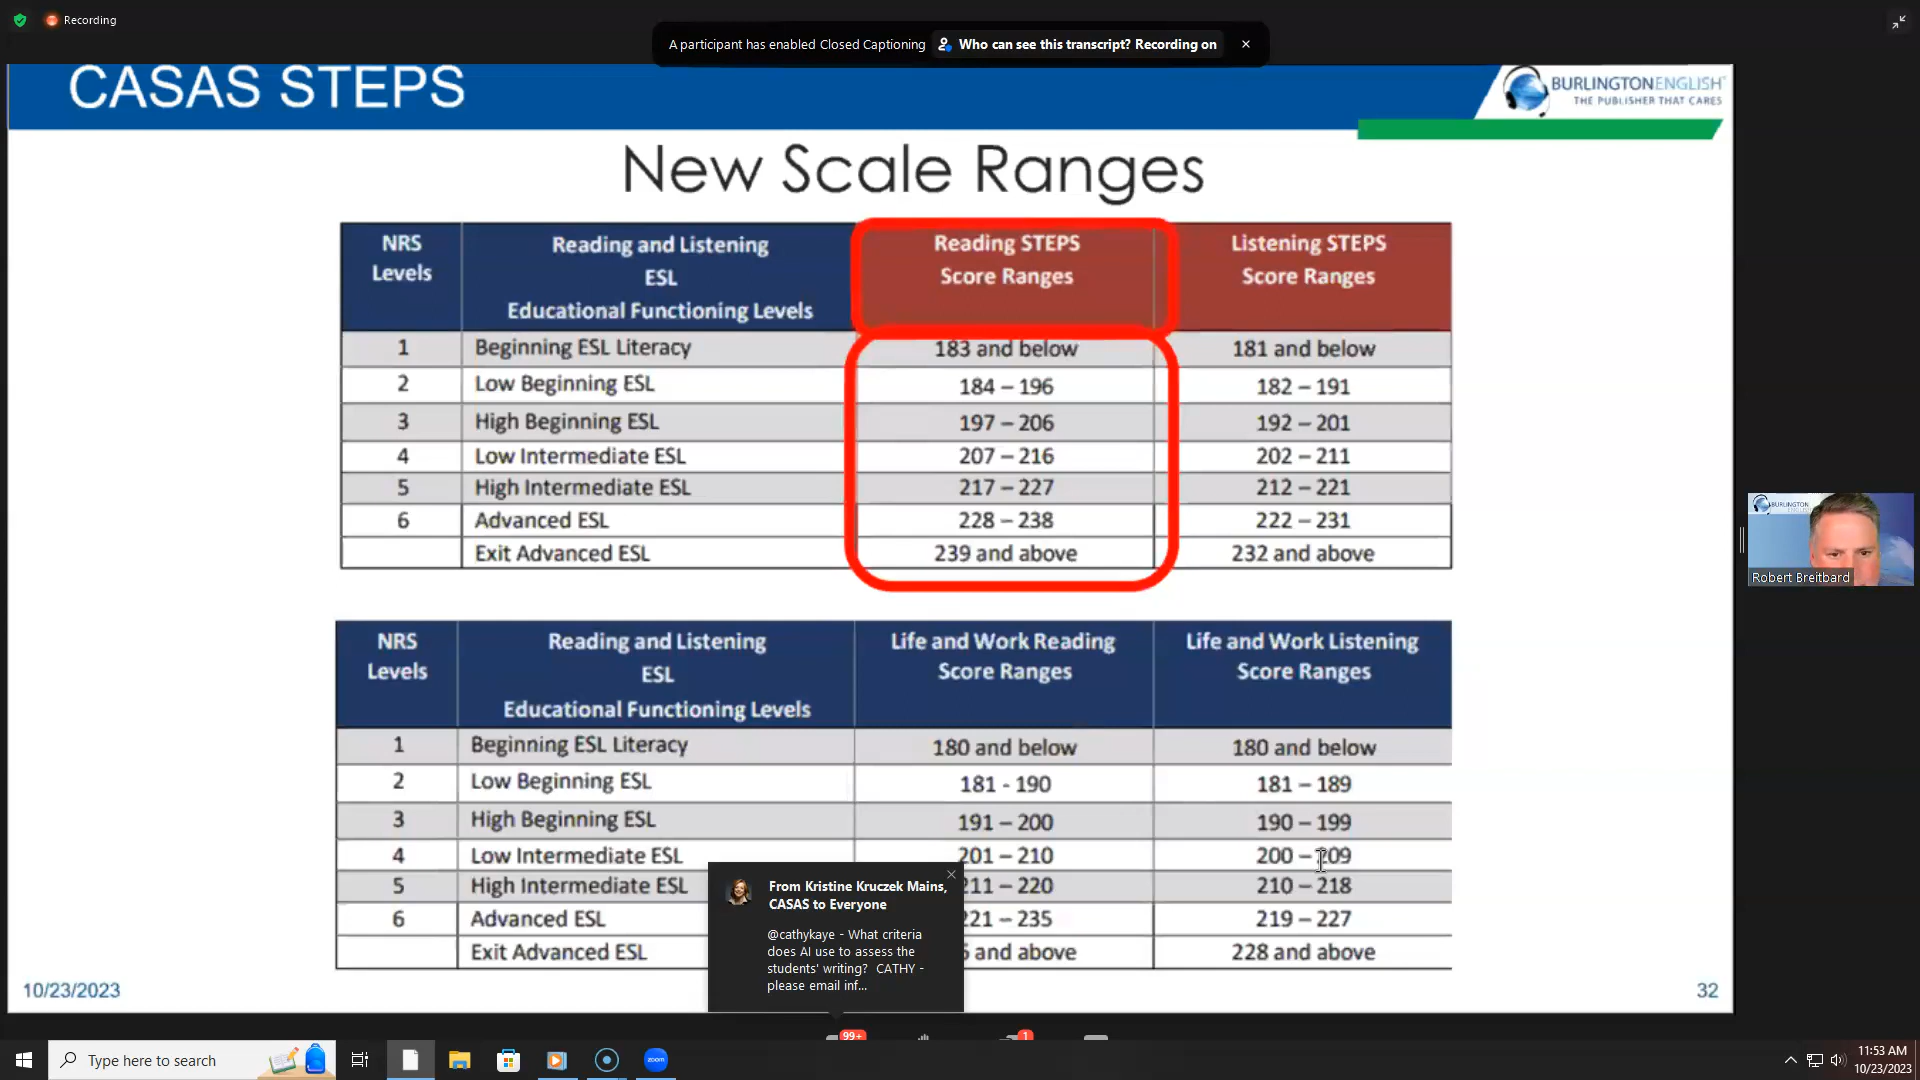 Recording
A participant has enabled Closed Captioning Who can see this transcript? Recording on
CASAS STEPS
BURLINGTONENGLISH
THE PUBLISHER THAT CARES
New Scale Ranges
NRS Levels Reading and Listening ESL Educational Functioning Levels Reading STEPS Score Ranges Listening STEPS Score Ranges
1 Beginning ESL Literacy 183 and below 181 and below
2 Low Beginning ESL 184 – 196 182 – 191
3 High Beginning ESL 197 – 206 192 – 201
4 Low Intermediate ESL 207 – 216 202 – 211
5 High Intermediate ESL 217 – 227 212 – 221
6 Advanced ESL 228 – 238 222 – 231
Exit Advanced ESL 239 and above 232 and above
NRS Levels Reading and Listening ESL Educational Functioning Levels Life and Work Reading Score Ranges Life and Work Listening Score Ranges
1 Beginning ESL Literacy 180 and below 180 and below
2 Low Beginning ESL 181 - 190 181 – 189
3 High Beginning ESL 191 – 200 190 – 199
4 Low Intermediate ESL 201 – 210 200 – 209
5 High Intermediate ESL 211 – 220 210 – 218
6 Advanced ESL 221 – 235 219 – 227
Exit Advanced ESL and above 228 and above
From Kristine Kruczek Mains,
CASAS to Everyone
@cathykaye - What criteria
does AI use to assess the
students' writing? CATHY -
please email inf...
BURLINGTON
Robert Breitbard
10/23/2023
32
99+
1
Type here to search
zoom
11:53 AM
10/23/2023